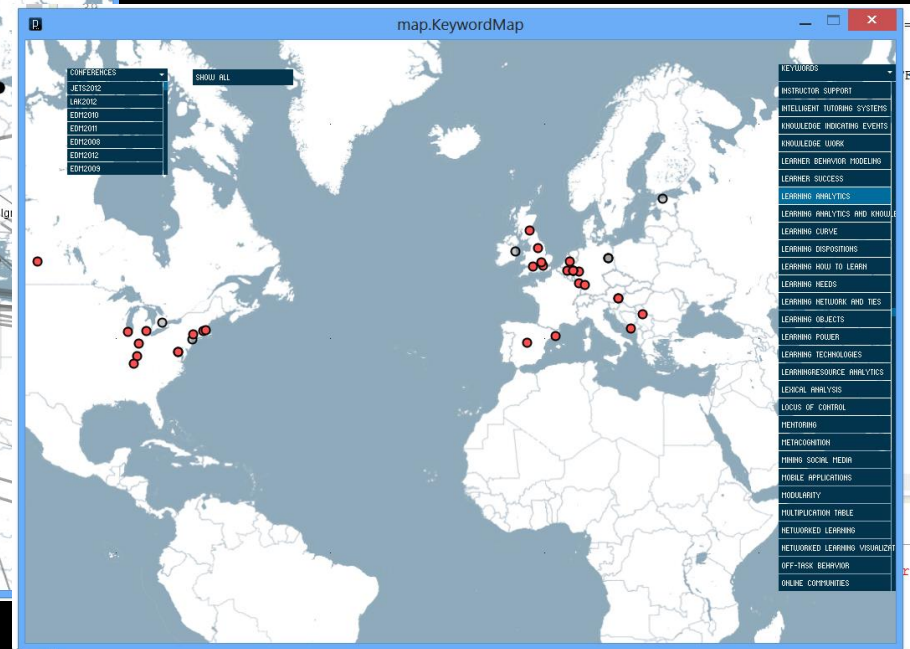 map.KeywordMap
CONFERENCES
JETS2012
LAK2012
EDM2010
EDM2011
EDM2008
EDM2012
EDM2009
SHOW ALL
KEYWORDS
INSTRUCTOR SUPPORT
INTELLIGENT TUTORING SYSTEMS
KNOWLEDGE INDICATING EVENTS
KNOWLEDGE WORK
LEARNER BEHAVIOR MODELING
LEARNER SUCCESS
LEARNING ANALYTICS
LEARNING ANALYTICS AND KNOWLE
LEARNING CURVE
LEARNING DISPOSITIONS
LEARNING HOW TO LEARN
LEARNING NEEDS
LEARNING NETWORK AND TIES
LEARNING OBJECTS
LEARNING POWER
LEARNING TECHNOLOGIES
LEARNINGRESOURCE ANALYTICS
LEXICAL ANALYSIS
LOCUS OF CONTROL
MENTORING
METACOGNITION
MINING SOCIAL MEDIA
MOBILE APPLICATIONS
MODULARITY
MULTIPLICATION TABLE
NETWORKED LEARNING
NETWORKED LEARNING VISUALIZAT
OFF-TASK BEHAVIOR
ONLINE COMMUNITIES